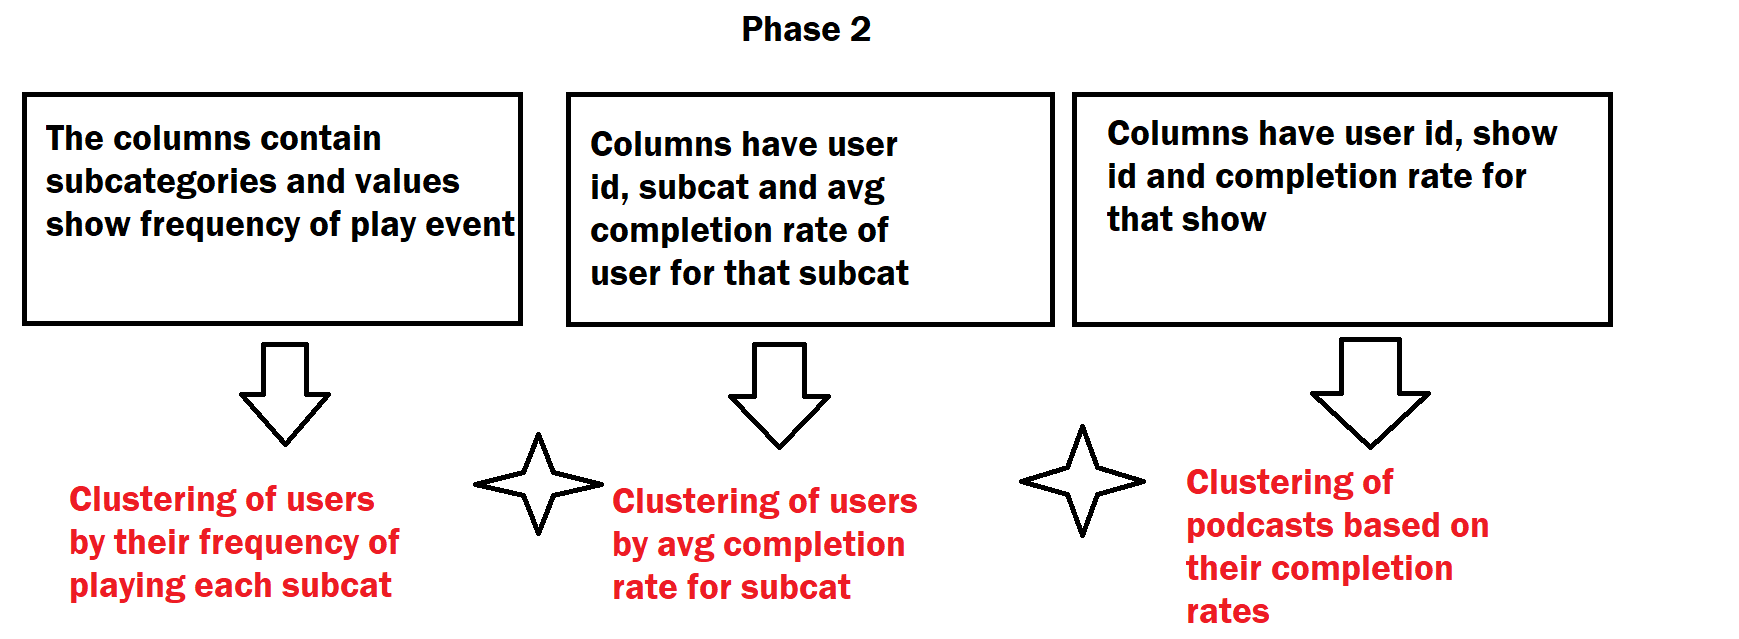 Phase 2
The columns contain
subcategories and values
show frequency of play event
Columns have user
id, subcat and avg
completion rate of
user for that subcat
Columns have user id, show
id and completion rate for
that show
Clustering of users
by their frequency of
playing each subcat
Clustering of users
by avg completion
rate for subcat
Clustering of
podcasts based on
their completion
rates